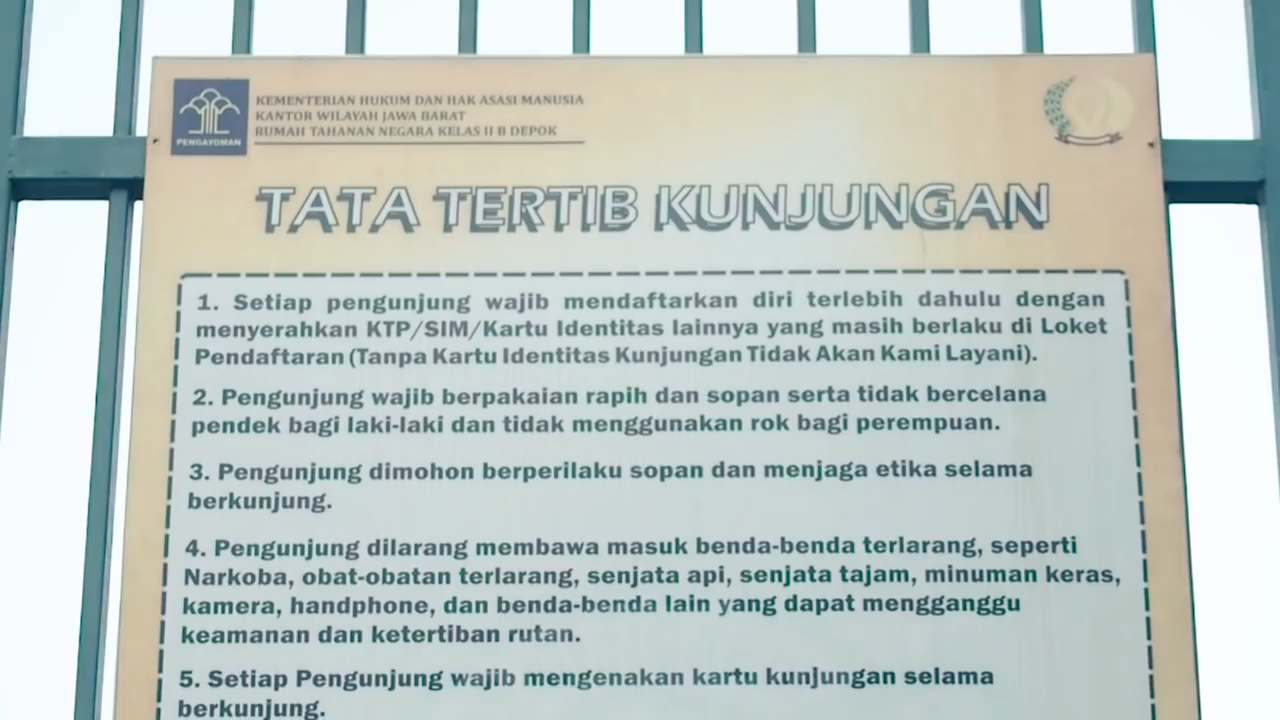 PENGAYOMAN
KEMENTERIAN HUKUM DAN HAK ASASI MANUSIA
KANTOR WILAYAH JAWA BARAT
RUMAH TAHANAN NEGARA KELAS II B DEPOK
TATA TERTIB KUNJUNGAN
1. Setiap pengunjung wajib mendaftarkan diri terlebih dahulu dengan
menyerahkan KTP/SIM/Kartu Identitas lainnya yang masih berlaku di Loket
Pendaftaran (Tanpa Kartu Identitas Kunjungan Tidak Akan Kami Layani).
2. Pengunjung wajib berpakaian rapih dan sopan serta tidak bercelana
pendek bagi laki-laki dan tidak menggunakan rok bagi perempuan.
3. Pengunjung dimohon berperilaku sopan dan menjaga etika selama
berkunjung.
4. Pengunjung dilarang membawa masuk benda-benda terlarang, seperti
Narkoba, obat-obatan terlarang, senjata api, senjata tajam, minuman keras,
kamera, handphone, dan benda-benda lain yang dapat mengganggu
keamanan dan ketertiban rutan.
5. Setiap Pengunjung wajib mengenakan kartu kunjungan selama
berkunjung.